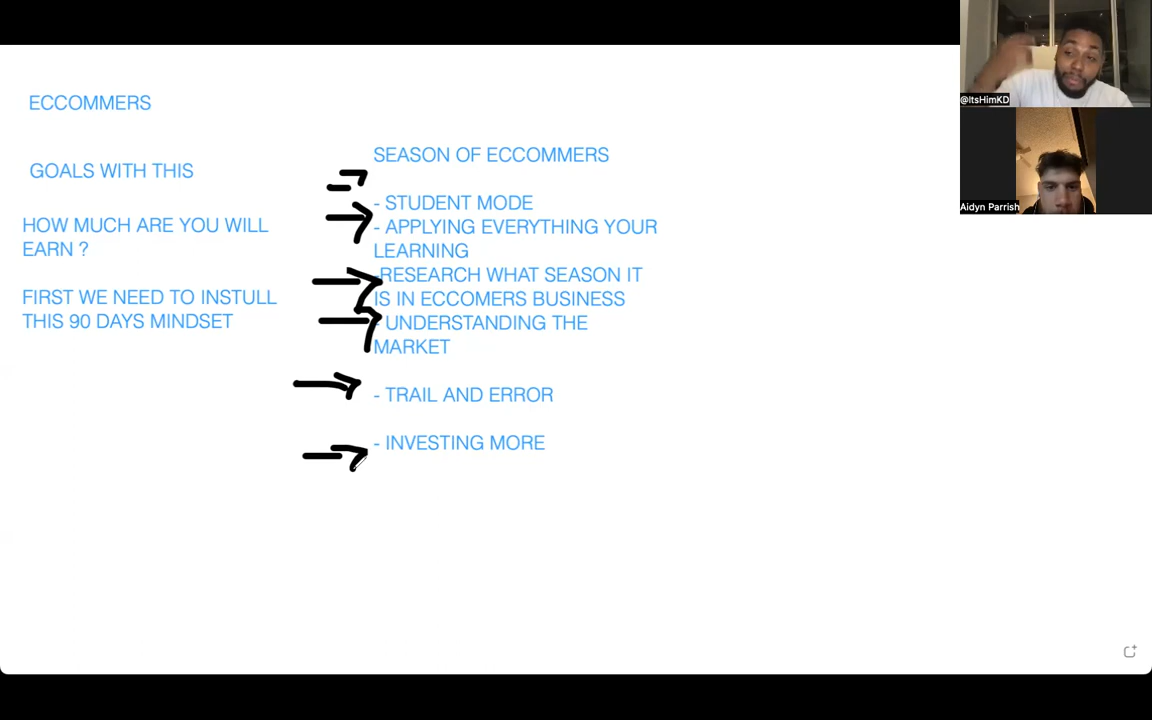 ECCOMMERS
GOALS WITH THIS
HOW MUCH ARE YOU WILL
EARN ?
FIRST WE NEED TO INSTULL
THIS 90 DAYS MINDSET
SEASON OF ECCOMMERS
- STUDENT MODE
- APPLYING EVERYTHING YOUR
LEARNING
-RESEARCH WHAT SEASON IT
IS IN ECCOMERS BUSINESS
- UNDERSTANDING THE
MARKET
- TRAIL AND ERROR
- INVESTING MORE
@ItsHimKD
Aidyn Parrish